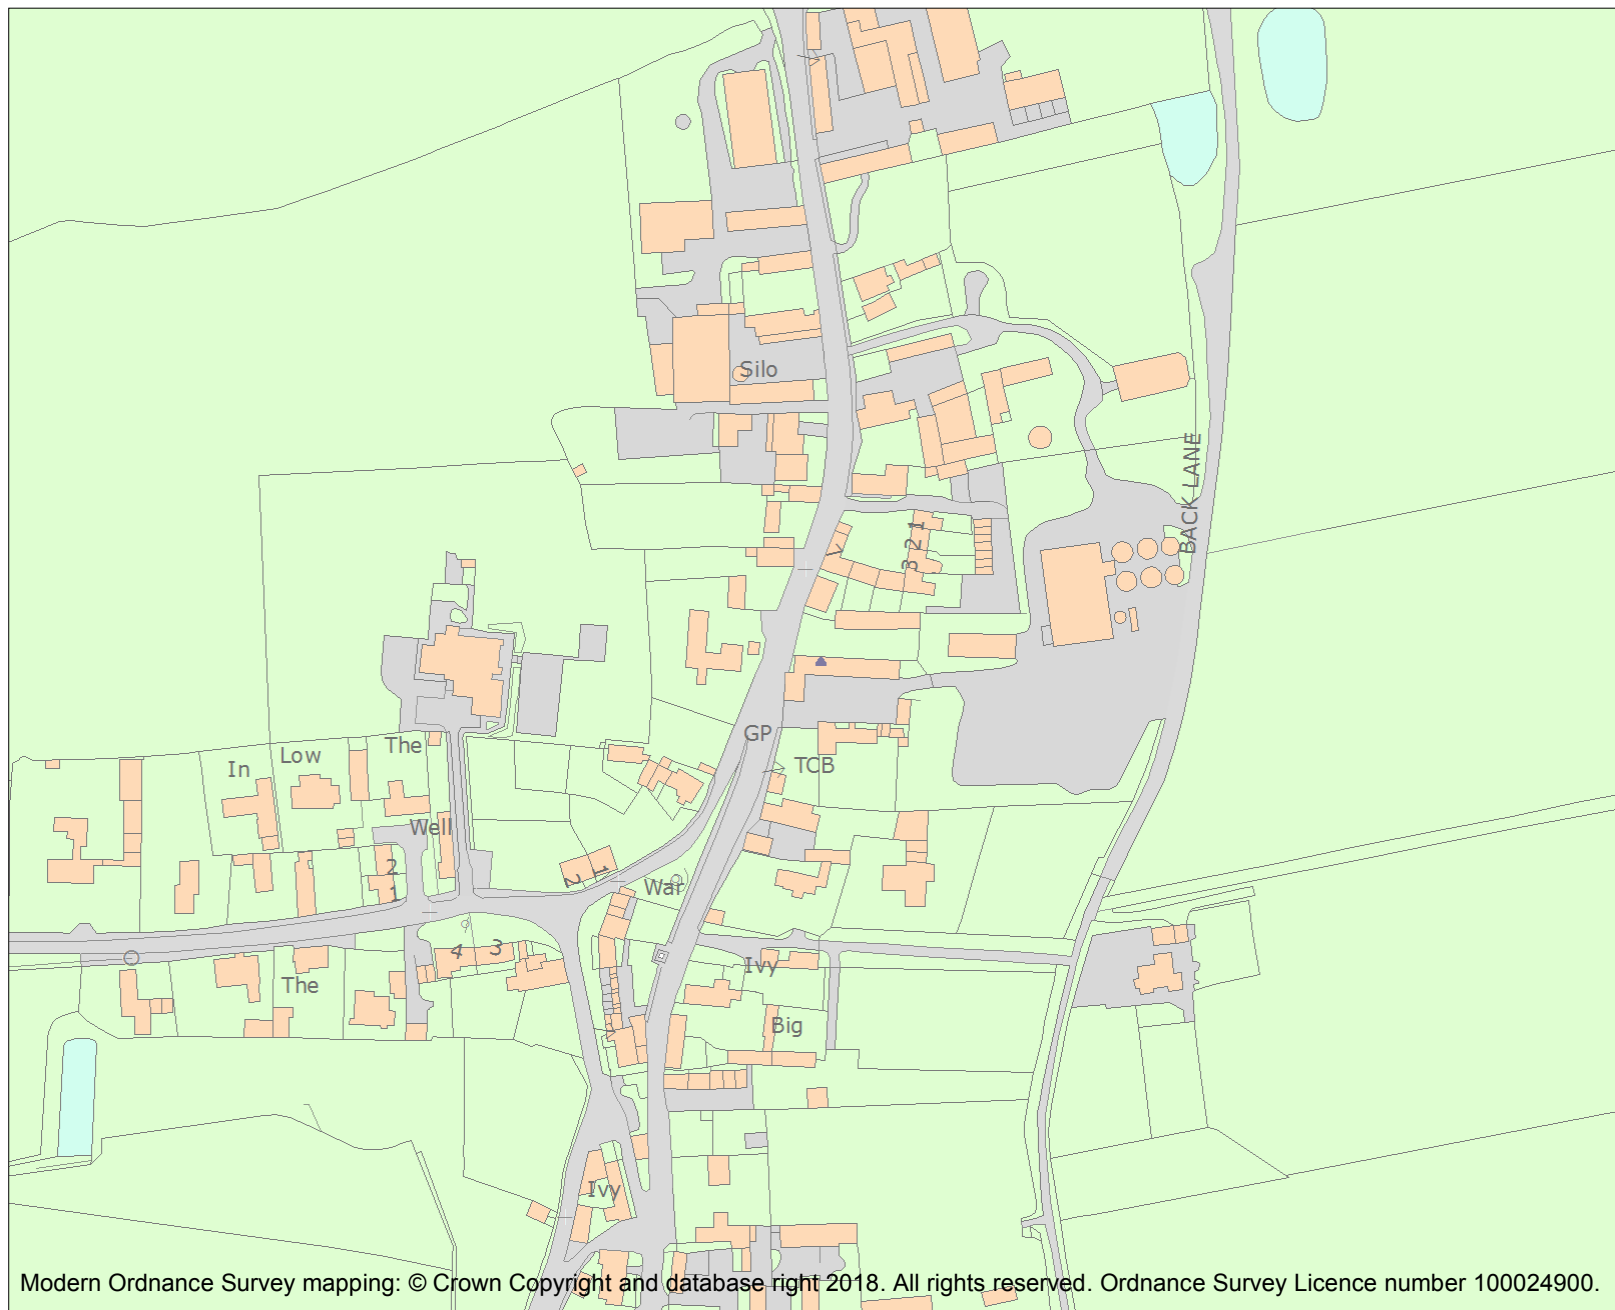 Silo
BACK LANE
1
2
3
GP
TCB
The
Low
In
Well
2
1
1
2
War
4
3
The
Ivy
Big
Ivy
Modern Ordnance Survey mapping: © Crown Copyright and database right 2018. All rights reserved. Ordnance Survey Licence number 100024900.